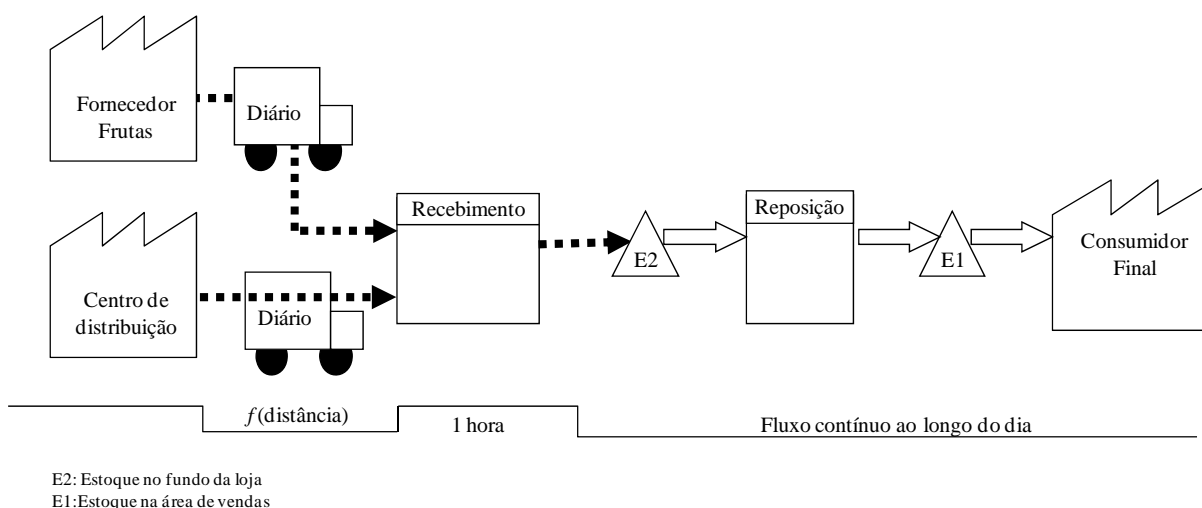 Fornecedor
Frutas
Diário
Recebimento
Reposição
E2
E1
Consumidor
Final
Centro de
distribuição
Diário
f(distância)
1 hora
Fluxo contínuo ao longo do dia
E2: Estoque no fundo da loja
E1:Estoque na área de vendas